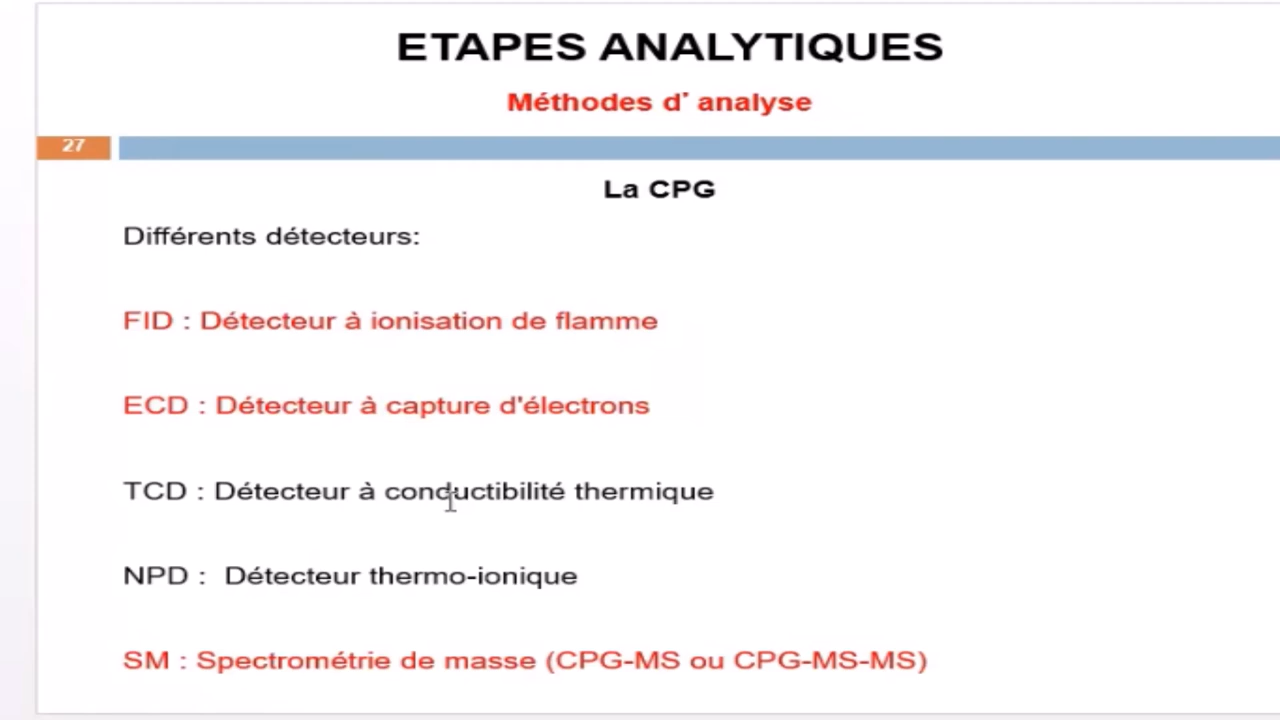 ETAPES ANALYTIQUES
Méthodes d' analyse
27
La CPG
Différents détecteurs:
FID : Détecteur à ionisation de flamme
ECD : Détecteur à capture d'électrons
TCD : Détecteur à conductibilité thermique
NPD :  Détecteur thermo-ionique
SM : Spectrométrie de masse (CPG-MS ou CPG-MS-MS)